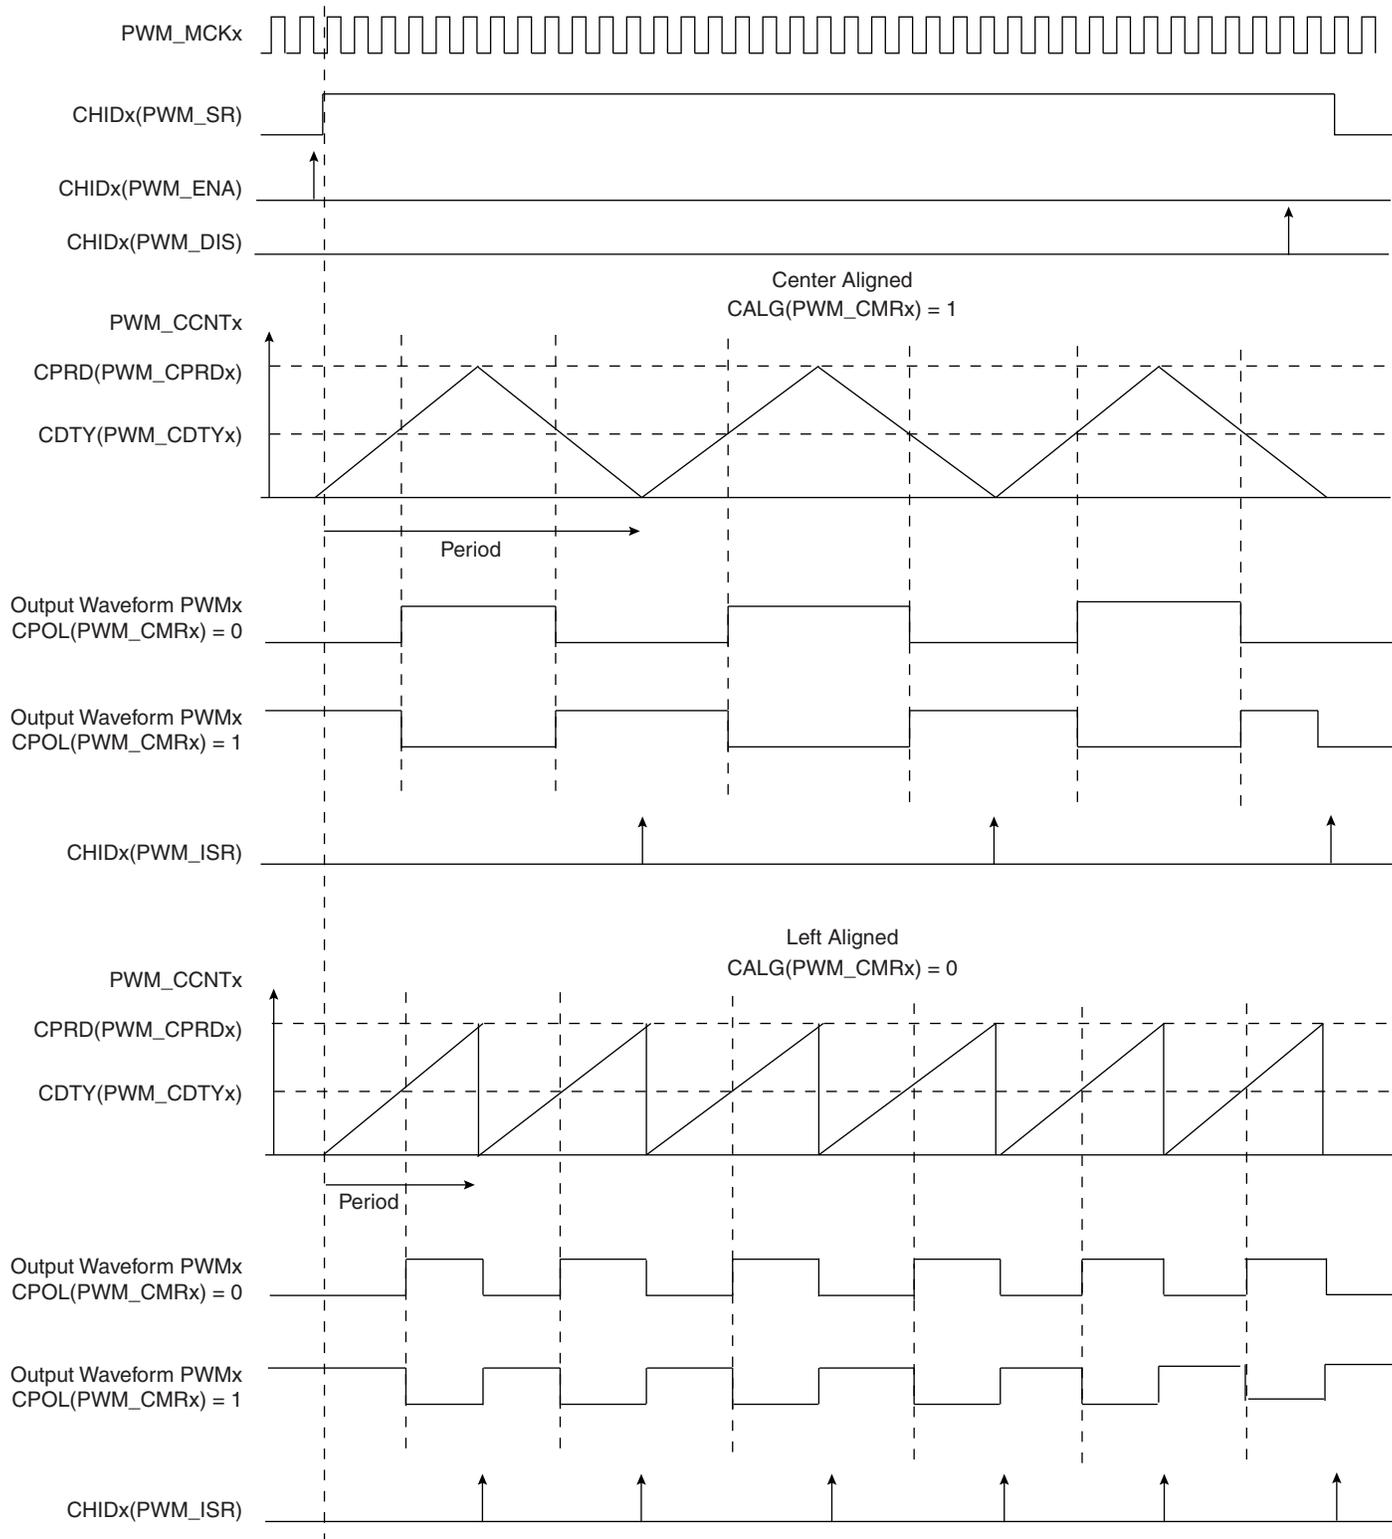 PWM_MCKx
CHIDx(PWM_SR)
CHIDx(PWM_ENA)
CHIDx(PWM_DIS)
Center Aligned
CALG(PWM_CMRx) = 1
PWM_CCNTx
CPRD(PWM_CPRDx)
CDTY(PWM_CDTYx)
Period
Output Waveform PWMx
CPOL(PWM_CMRx) = 0
Output Waveform PWMx
CPOL(PWM_CMRx) = 1
CHIDx(PWM_ISR)
Left Aligned
CALG(PWM_CMRx) = 0
PWM_CCNTx
CPRD(PWM_CPRDx)
CDTY(PWM_CDTYx)
Period
Output Waveform PWMx
CPOL(PWM_CMRx) = 0
Output Waveform PWMx
CPOL(PWM_CMRx) = 1
CHIDx(PWM_ISR)